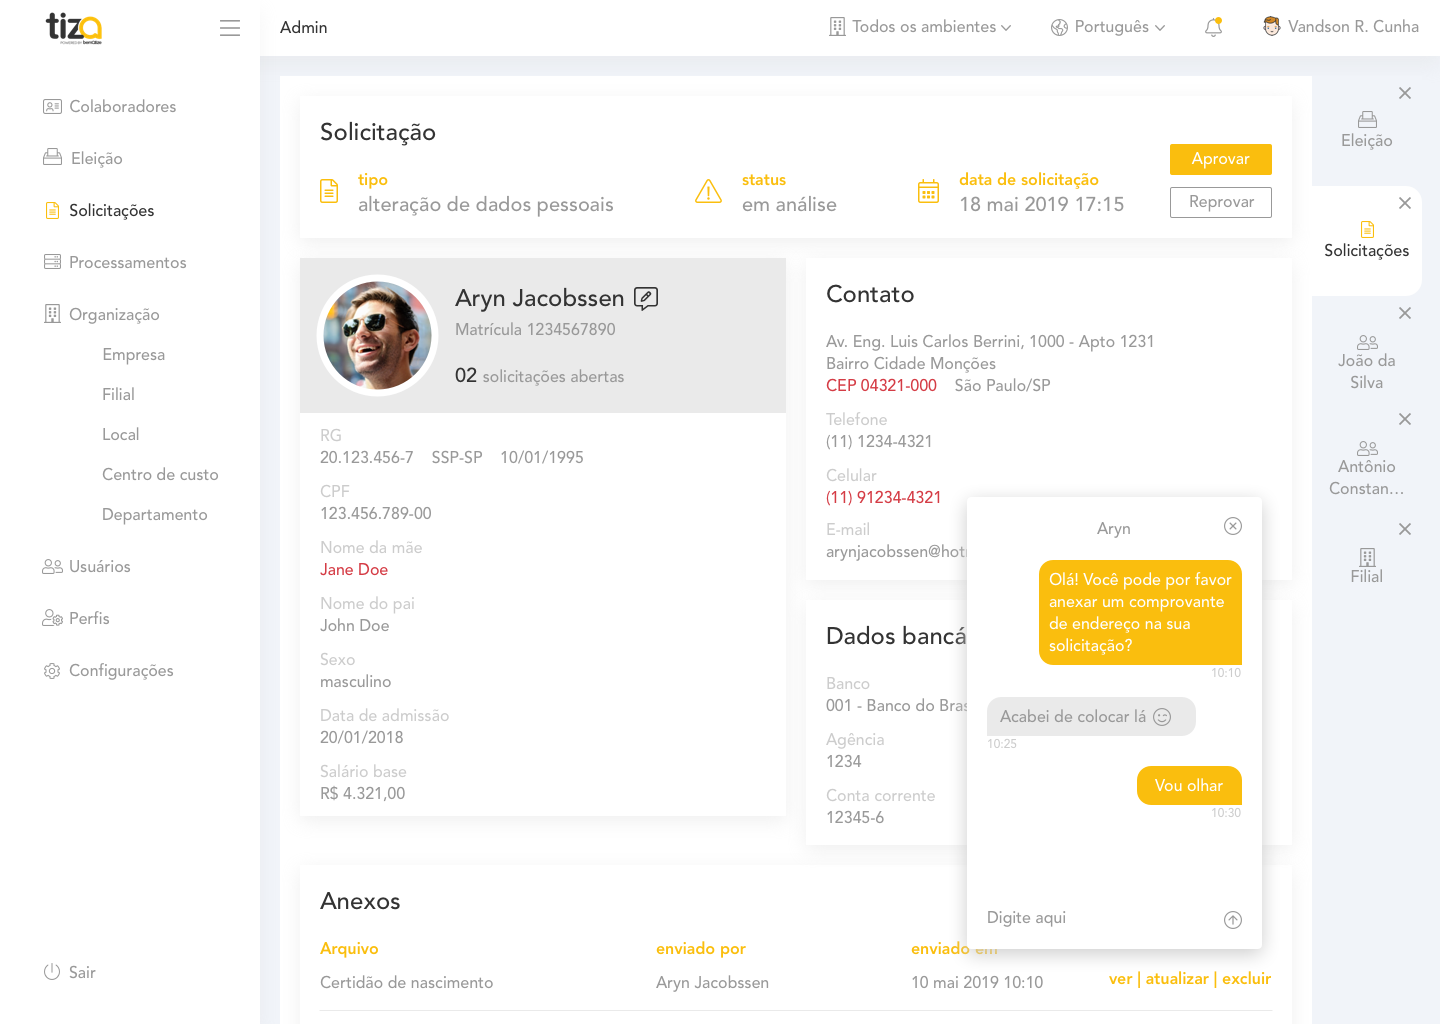 tiza
Admin
Todos os ambientes
Português
Vandson R. Cunha
Colaboradores
Eleição
Solicitações
Processamentos
Organização
Empresa
Filial
Local
Centro de custo
Departamento
Usuários
Perfis
Configurações
Sair
Solicitação
tipo
alteração de dados pessoais
status
em análise
data de solicitação
18 mai 2019 17:15
Aprovar
Reprovar
Aryn Jacobssen
Matrícula 1234567890
02 solicitações abertas
RG
20.123.456-7 SSP-SP 10/01/1995
CPF
123.456.789-00
Nome da mãe
Jane Doe
Nome do pai
John Doe
Sexo
masculino
Data de admissão
20/01/2018
Salário base
R$ 4.321,00
Contato
Av. Eng. Luis Carlos Berrini, 1000 - Apto 1231
Bairro Cidade Monções
CEP 04321-000 São Paulo/SP
Telefone
(11) 1234-4321
Celular
(11) 91234-4321
E-mail
arynjacobssen@hot
Dados bancá
Banco
001 - Banco do Bras
Agência
1234
Conta corrente
12345-6
Aryn
Olá! Você pode por favor
anexar um comprovante
de endereço na sua
solicitação?
10:10
Acabei de colocar lá
10:25
Vou olhar
10:30
Digite aqui
Anexos
Arquivo enviado por enviado em
Certidão de nascimento Aryn Jacobssen 10 mai 2019 10:10 ver | atualizar | excluir
Eleição
Solicitações
João da
Silva
Antônio
Constan...
Filial